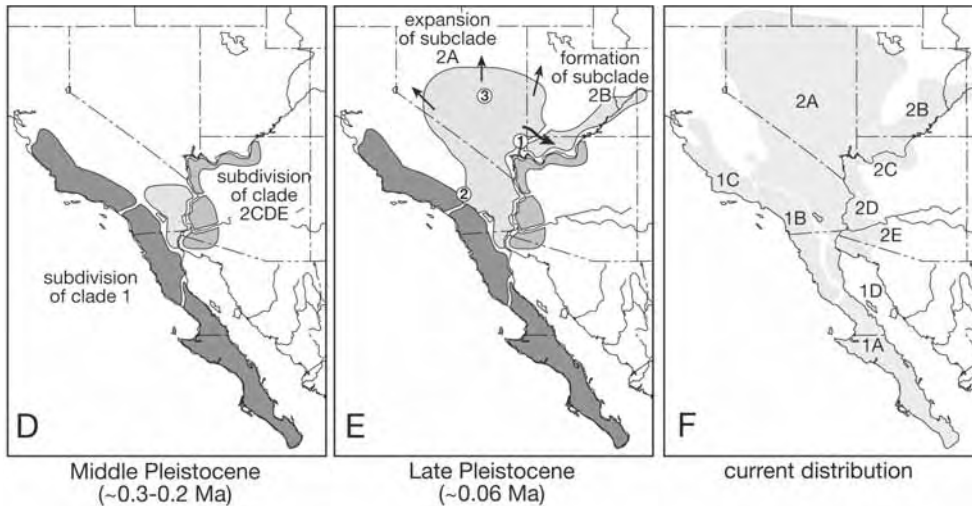 subdivision
of clade
2CDE
subdivision
of clade 1
D
Middle Pleistocene
(~0.3-0.2 Ma)
expansion
of subclade
2A
formation
of subclade
2B
3
1
2
E
Late Pleistocene
(~0.06 Ma)
2A
2B
2C
1C
2D
1B
2E
1D
1A
F
current distribution